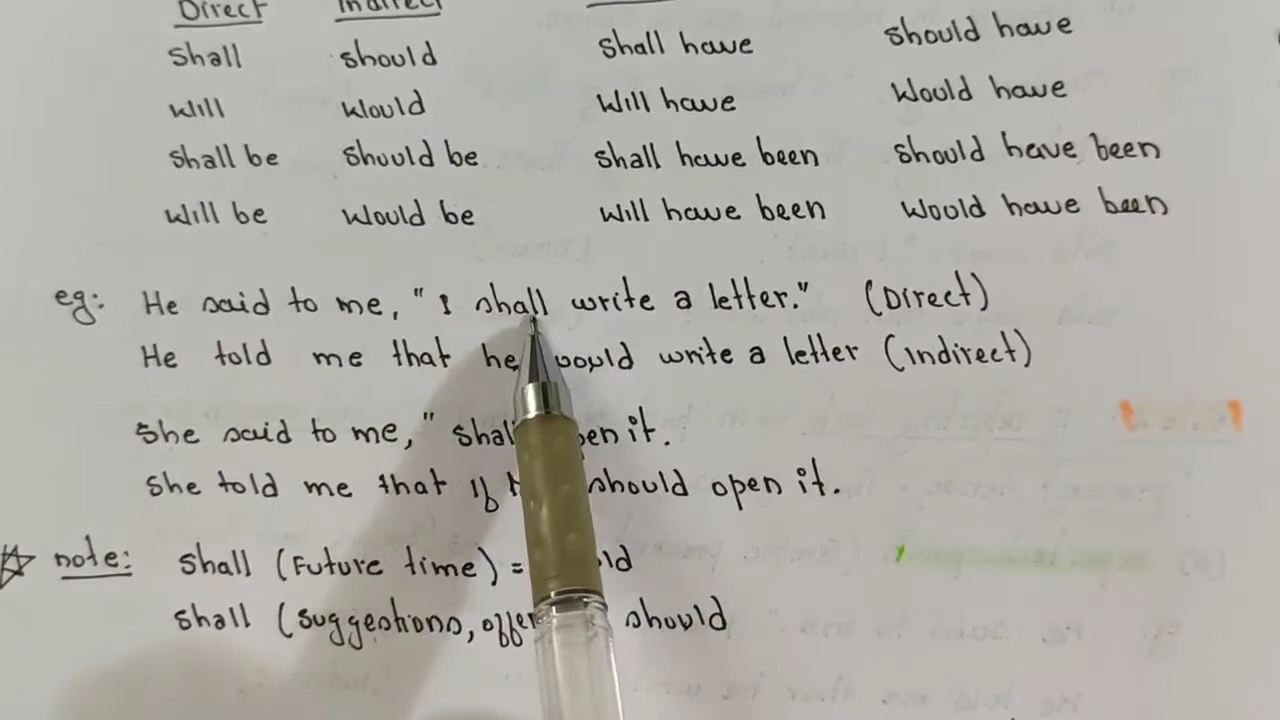 Direct Indirect
shall should shall have should have
will would will have would have
shall be should be shall have been should have been
will be would be will have been would have been
eg: He said to me, "I shall write a letter." (Direct)
He told me that he would write a letter (Indirect)
She said to me, " shall open it.
She told me that if should open it.
note: shall (Future time) =
shall (suggestions, offer should